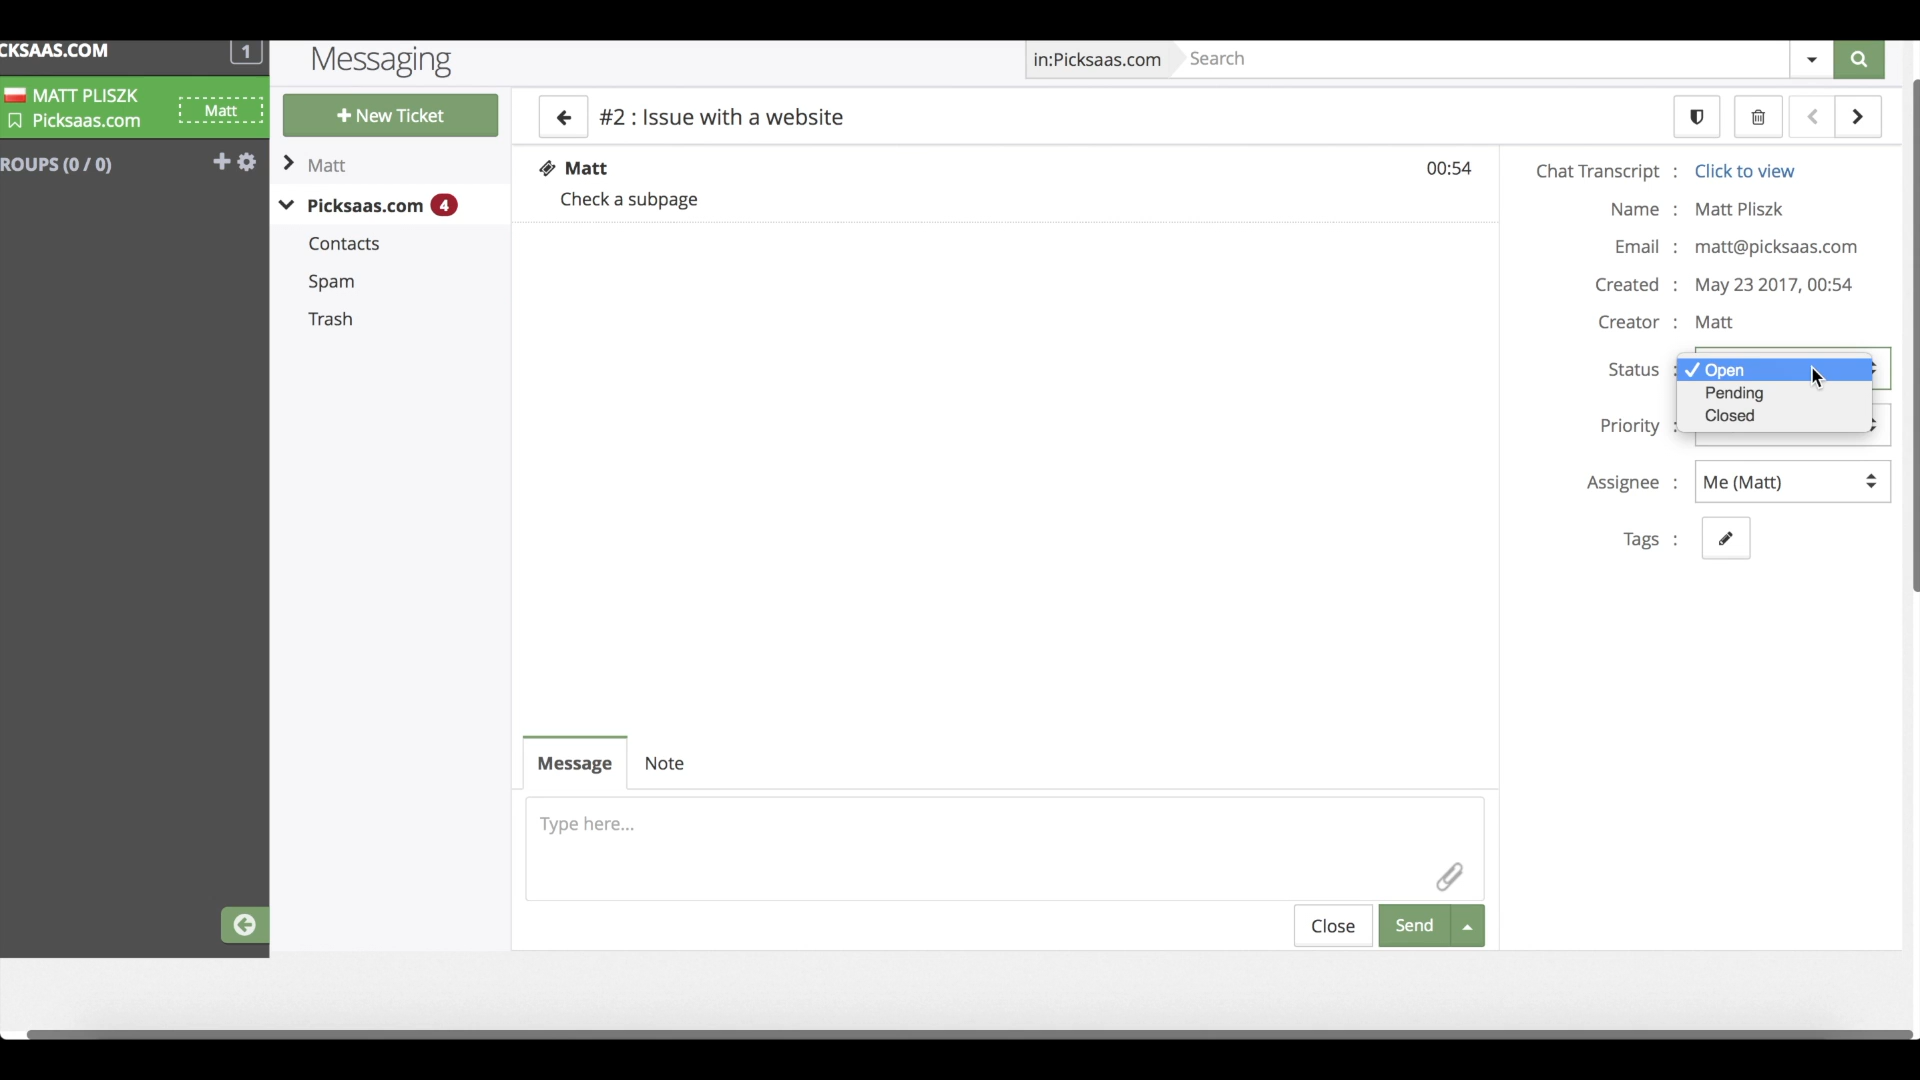 CKSAAS.COM
1
Messaging
in:Picksaas.com
Search
MATT PLISZK
Picksaas.com
Matt
ROUPS (0 / 0)
New Ticket
Matt
Picksaas.com 4
Contacts
Spam
Trash
#2 : Issue with a website
Matt
00:54
Check a subpage
Chat Transcript : Click to view
Name : Matt Pliszk
Email : matt@picksaas.com
Created : May 23 2017, 00:54
Creator : Matt
Status :
✓ Open
Pending
Closed
Priority :
Assignee : Me (Matt)
Tags :
Message
Note
Type here...
Close
Send